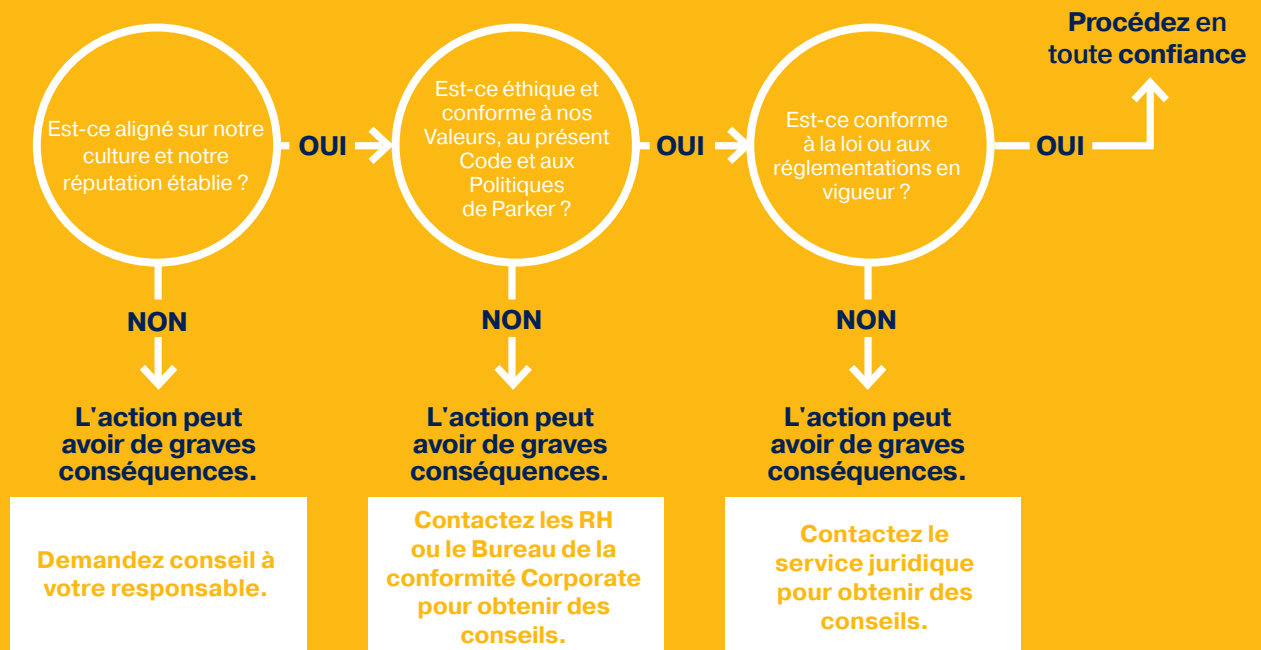 Procédez en
toute confiance
Est-ce aligné sur notre
culture et notre
réputation établie ?
OUI
Est-ce éthique et
conforme à nos
Valeurs, au présent
Code et aux
Politiques
de Parker ?
OUI
Est-ce conforme
à la loi ou aux
réglementations en
vigueur ?
OUI
NON
NON
NON
L'action peut
avoir de graves
conséquences.
L'action peut
avoir de graves
conséquences.
L'action peut
avoir de graves
conséquences.
Demandez conseil à
votre responsable.
Contactez les RH
ou le Bureau de la
conformité Corporate
pour obtenir des
conseils.
Contactez le
service juridique
pour obtenir des
conseils.